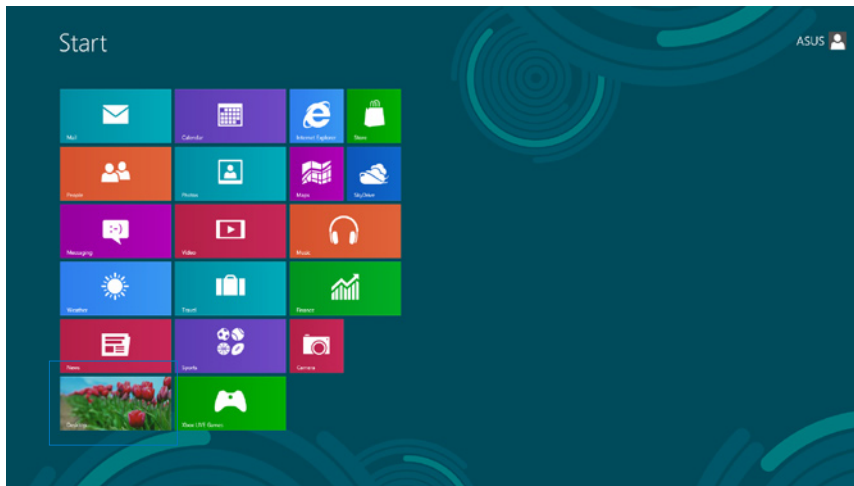 Start
ASUS
Mail
Calendar
Internet Explorer
Store
People
Photos
Maps
SkyDrive
Messaging
Video
Music
Weather
Travel
Finance
News
Sports
Camera
Desktop
Xbox LIVE Games